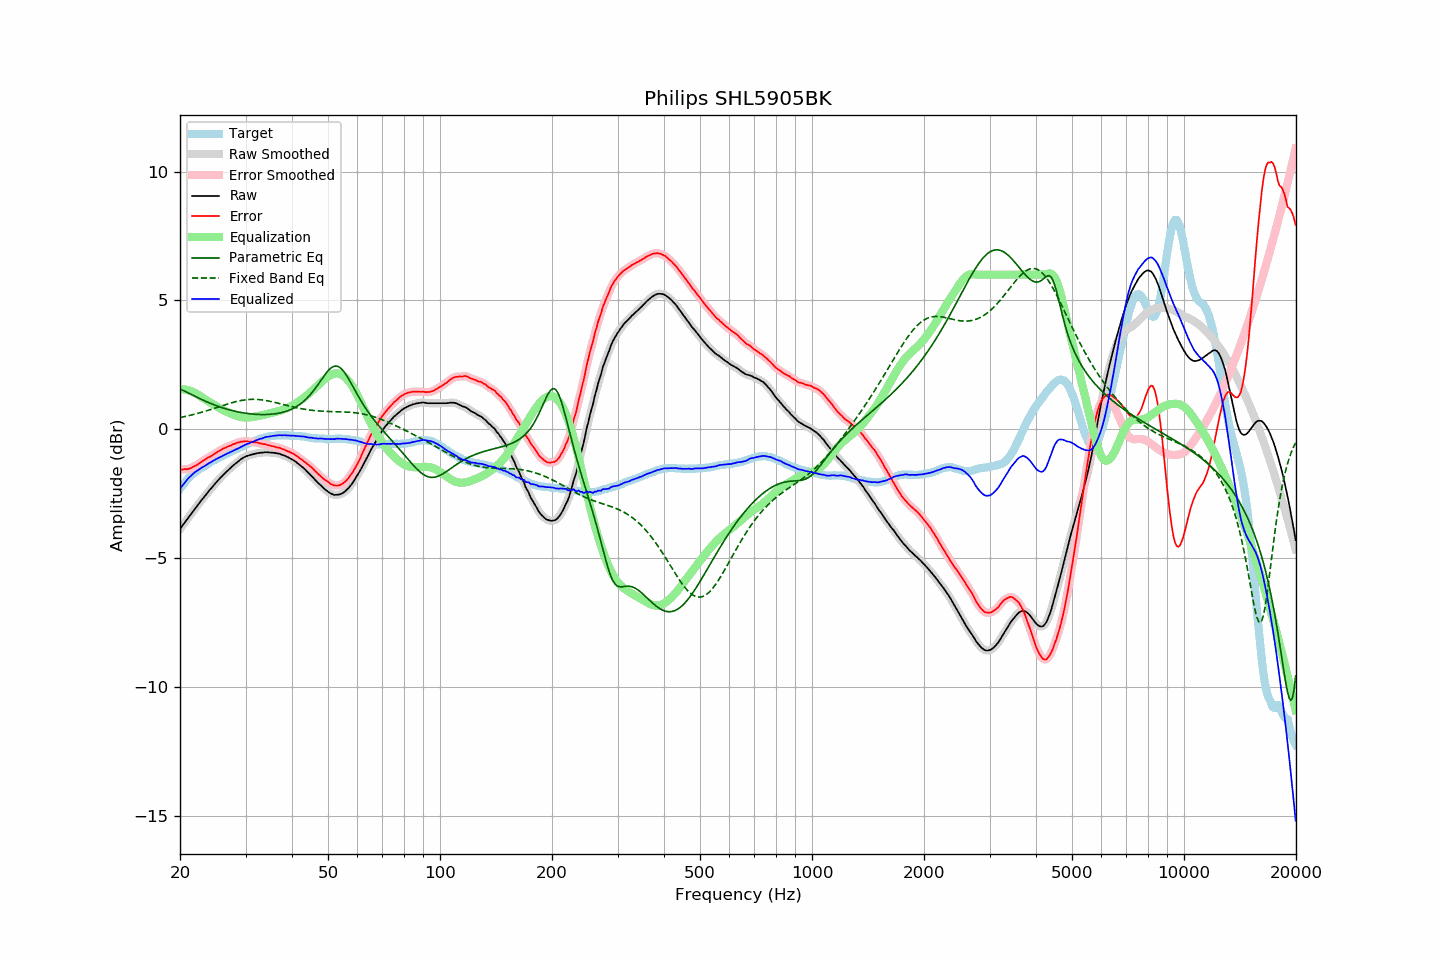 Philips SHL5905BK
Target
Raw Smoothed
Error Smoothed
Raw
Error
Equalization
Parametric Eq
Fixed Band Eq
Equalized
10
5
0
−5
−10
−15
Amplitude (dBr)
20 50 100 200 500 1000 2000 5000 10000 20000
Frequency (Hz)